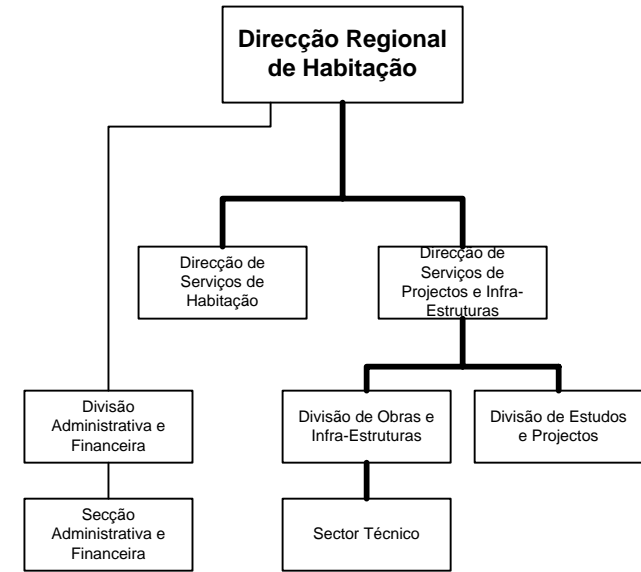 Direcção Regional
de Habitação
Direcção de
Serviços de
Habitação
Direcção de
Serviços de
Projectos e Infra-
Estruturas
Divisão
Administrativa e
Financeira
Divisão de Obras e
Infra-Estruturas
Divisão de Estudos
e Projectos
Secção
Administrativa e
Financeira
Sector Técnico